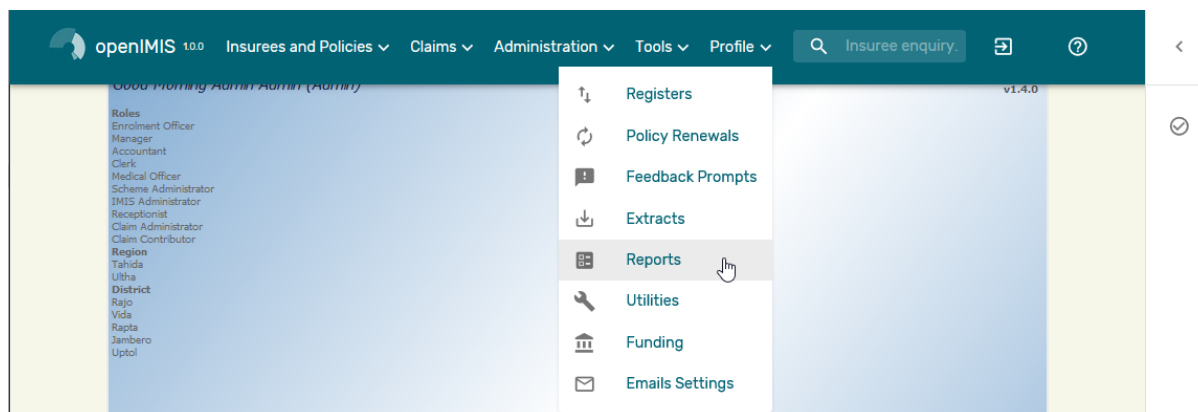 openIMIS 1.0.0 Insurees and Policies Claims Administration Tools Profile Insuree enquiry.
Good Morning Admin Admin (Admin)
v1.4.0
Roles
Enrolment Officer
Manager
Accountant
Clerk
Medical Officer
Scheme Administrator
IMIS Administrator
Receptionist
Claim Administrator
Claim Contributor
Region
Tahida
Ultha
District
Rajo
Vida
Rapta
Jambero
Uptol
Registers
Policy Renewals
Feedback Prompts
Extracts
Reports
Utilities
Funding
Emails Settings